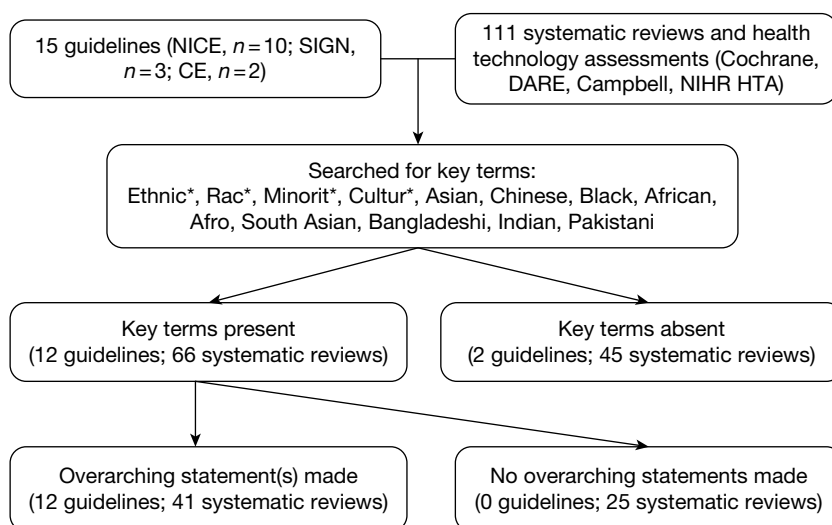 15 guidelines (NICE, n=10; SIGN,
n=3; CE, n=2)
111 systematic reviews and health
technology assessments (Cochrane,
DARE, Campbell, NIHR HTA)
Searched for key terms:
Ethnic*, Rac*, Minorit*, Cultur*, Asian, Chinese, Black, African,
Afro, South Asian, Bangladeshi, Indian, Pakistani
Key terms present
(12 guidelines; 66 systematic reviews)
Key terms absent
(2 guidelines; 45 systematic reviews)
Overarching statement(s) made
(12 guidelines; 41 systematic reviews)
No overarching statements made
(0 guidelines; 25 systematic reviews)